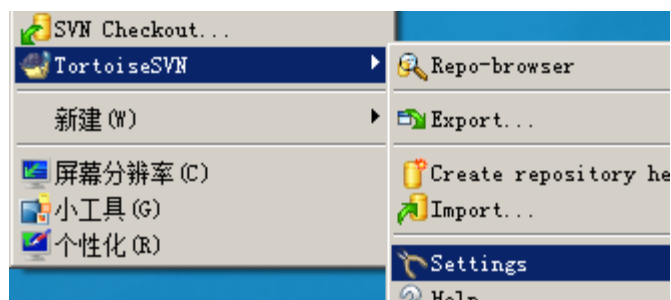 SVN Checkout...
TortoiseSVN
新建(W)
屏幕分辨率(C)
小工具(G)
个性化(R)
Repo-browser
Export...
Create repository he
Import...
Settings
Help